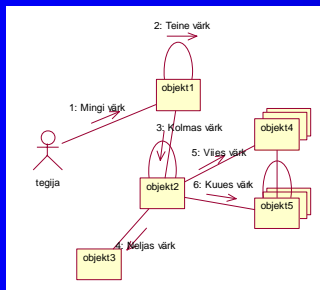 2: Teine värk
objekt1
1: Mingi värk
3: Kolmas värk
objekt4
5: Viies värk
tegija
objekt2
6: Kuues värk
objekt5
4: Neljas värk
objekt3